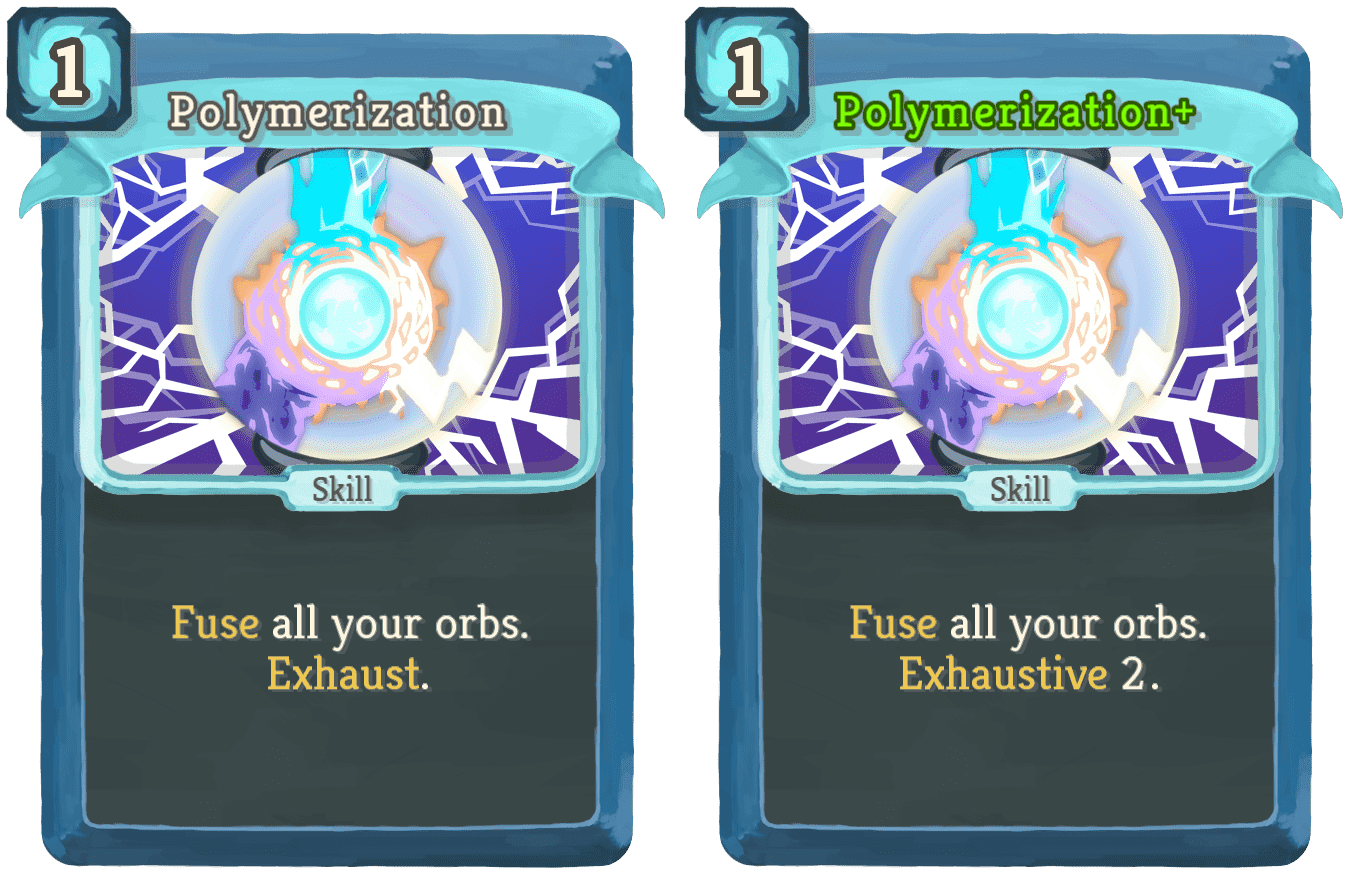 1
Polymerization
Skill
Fuse all your orbs.
Exhaust.
1
Polymerization+
Skill
Fuse all your orbs.
Exhaustive 2.